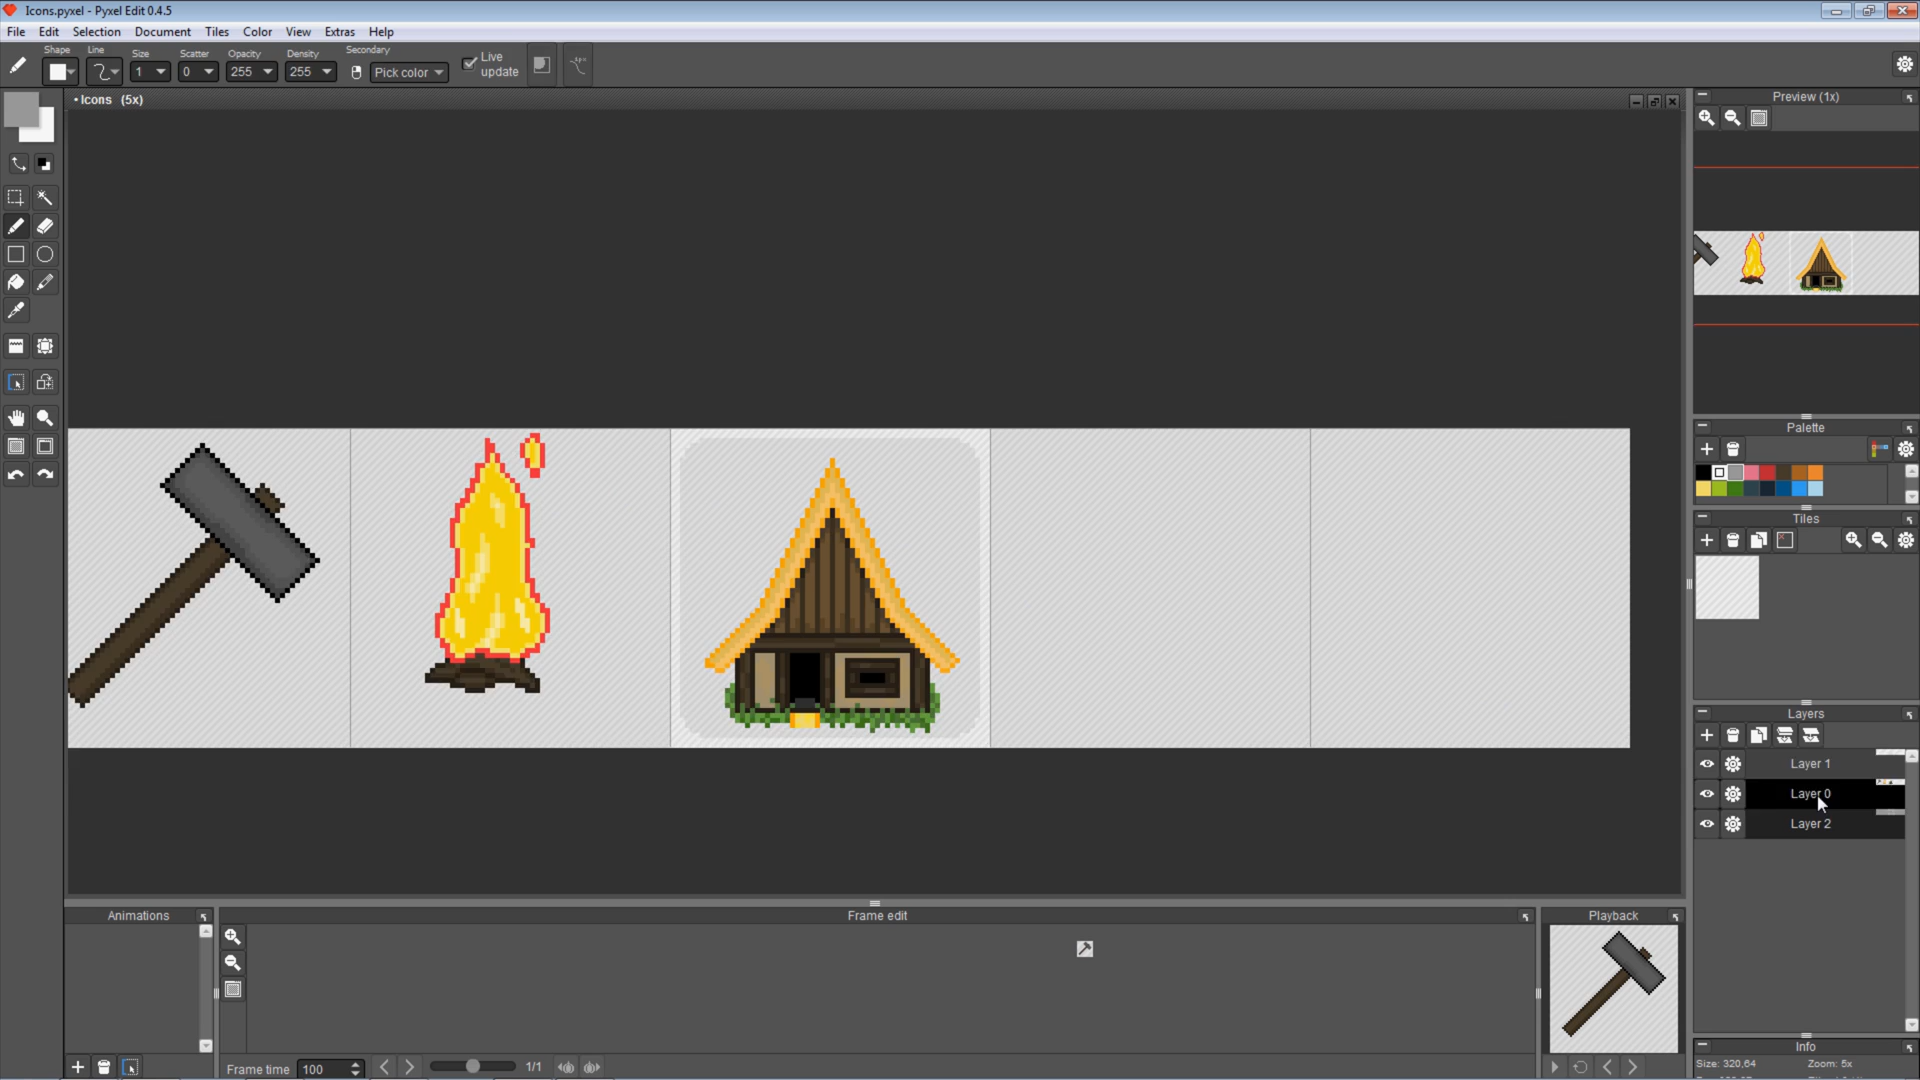 Icons.pyxel - Pyxel Edit 0.4.5
File Edit Selection Document Tiles Color View Extras Help
Shape Line Size Scatter Opacity Density Secondary
1 0 255 255 Pick color Live update
• Icons (5x)
Preview (1x)
Palette
Tiles
Layers
Layer 1
Layer 0
Layer 2
Animations Frame edit Playback
Frame time 100 1/1
Info
Size: 320,64 Zoom: 5x